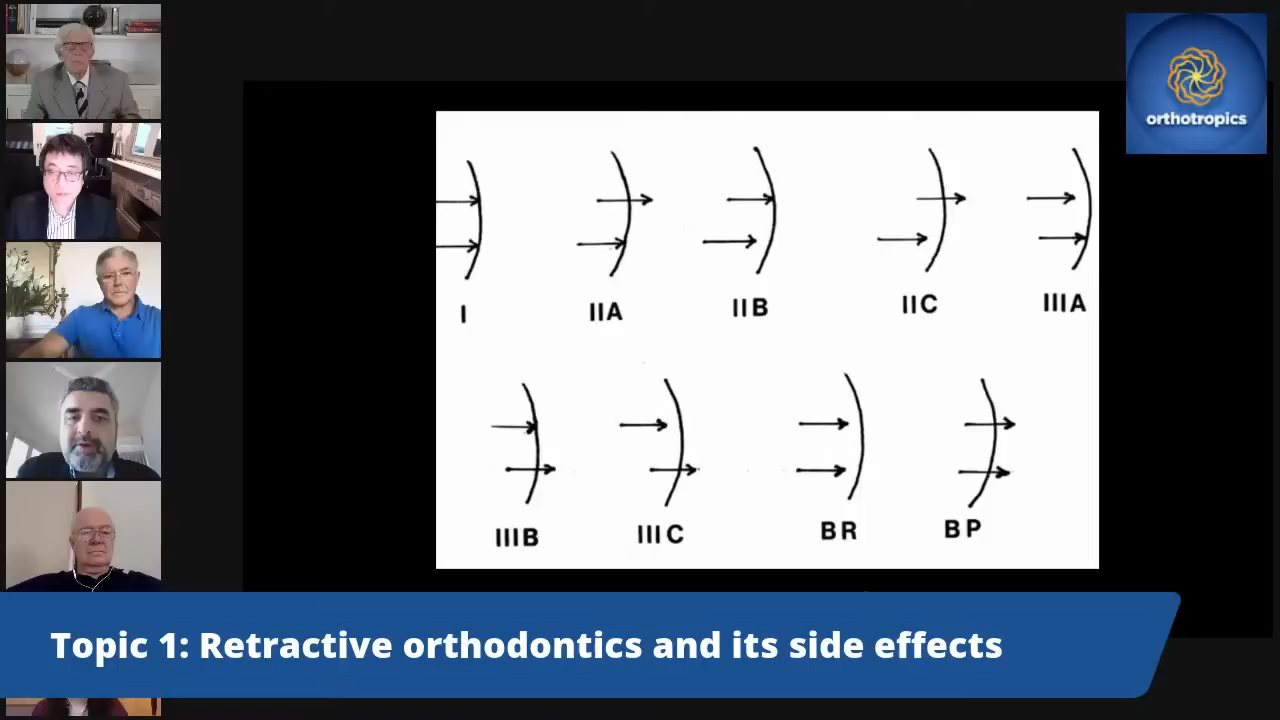 orthotropics
I
IIA
IIB
IIC
IIIA
IIIB
IIIC
BR
BP
Topic 1: Retractive orthodontics and its side effects